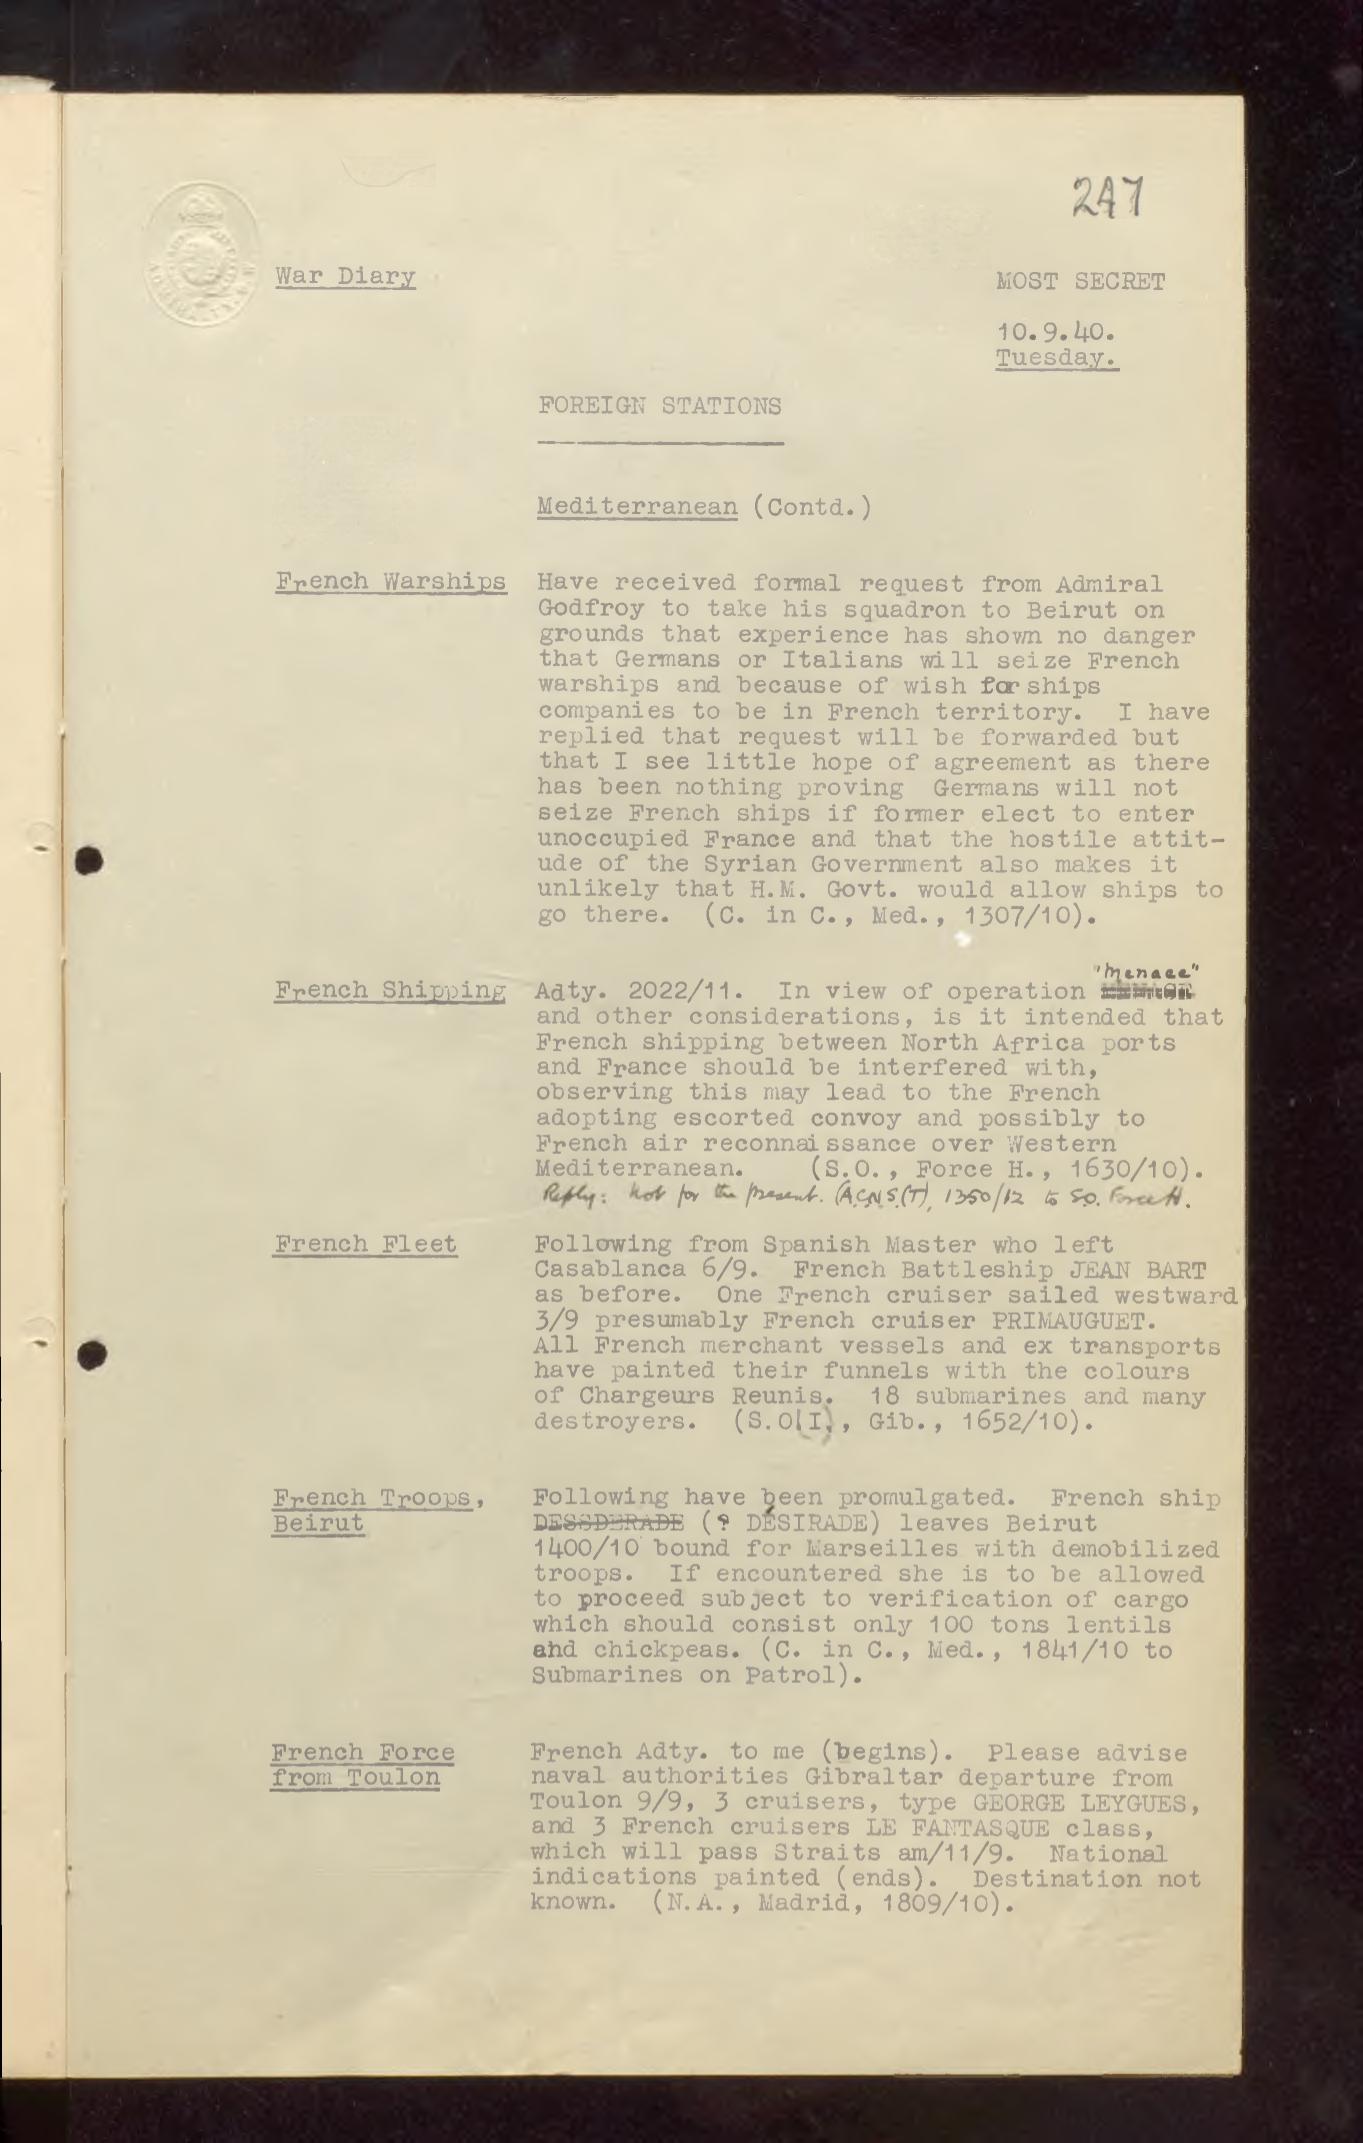 247
War Diary
MOST SECRET
10.9.40.
Tuesday.
FOREIGN STATIONS
Mediterranean (Contd.)
French Warships
Have received formal request from Admiral
Godfroy to take his squadron to Beirut on
grounds that experience has shown no danger
that Germans or Italians will seize French
warships and because of wish for ships
companies to be in French territory. I have
replied that request will be forwarded but
that I see little hope of agreement as there
has been nothing proving Germans will not
seize French ships if former elect to enter
unoccupied France and that the hostile attit-
ude of the Syrian Government also makes it
unlikely that H.M. Govt. would allow ships to
go there. (C. in C., Med., 1307/10).
"Menace"
French Shipping
Adty. 2022/11. In view of operation
and other considerations, is it intended that
French shipping between North Africa ports
and France should be interfered with,
observing this may lead to the French
adopting escorted convoy and possibly to
French air reconnaissance over Western
Mediterranean. (S.O., Force H., 1630/10).
Reply: Not for the present. (A.C.N.S.(T), 1350/12 to S.O. Force H.
French Fleet
Following from Spanish Master who left
Casablanca 6/9. French Battleship JEAN BART
as before. One French cruiser sailed westward
3/9 presumably French cruiser PRIMAUGUET.
All French merchant vessels and ex transports
have painted their funnels with the colours
of Chargeurs Reunis. 18 submarines and many
destroyers. (S.O(I), Gib., 1652/10).
French Troops,
Beirut
Following have been promulgated. French ship
DESSDERADE (? DESIRADE) leaves Beirut
1400/10 bound for Marseilles with demobilized
troops. If encountered she is to be allowed
to proceed subject to verification of cargo
which should consist only 100 tons lentils
and chickpeas. (C. in C., Med., 1841/10 to
Submarines on Patrol).
French Force
from Toulon
French Adty. to me (begins). Please advise
naval authorities Gibraltar departure from
Toulon 9/9, 3 cruisers, type GEORGE LEYGUES,
and 3 French cruisers LE FANTASQUE class,
which will pass Straits am/11/9. National
indications painted (ends). Destination not
known. (N.A., Madrid, 1809/10).